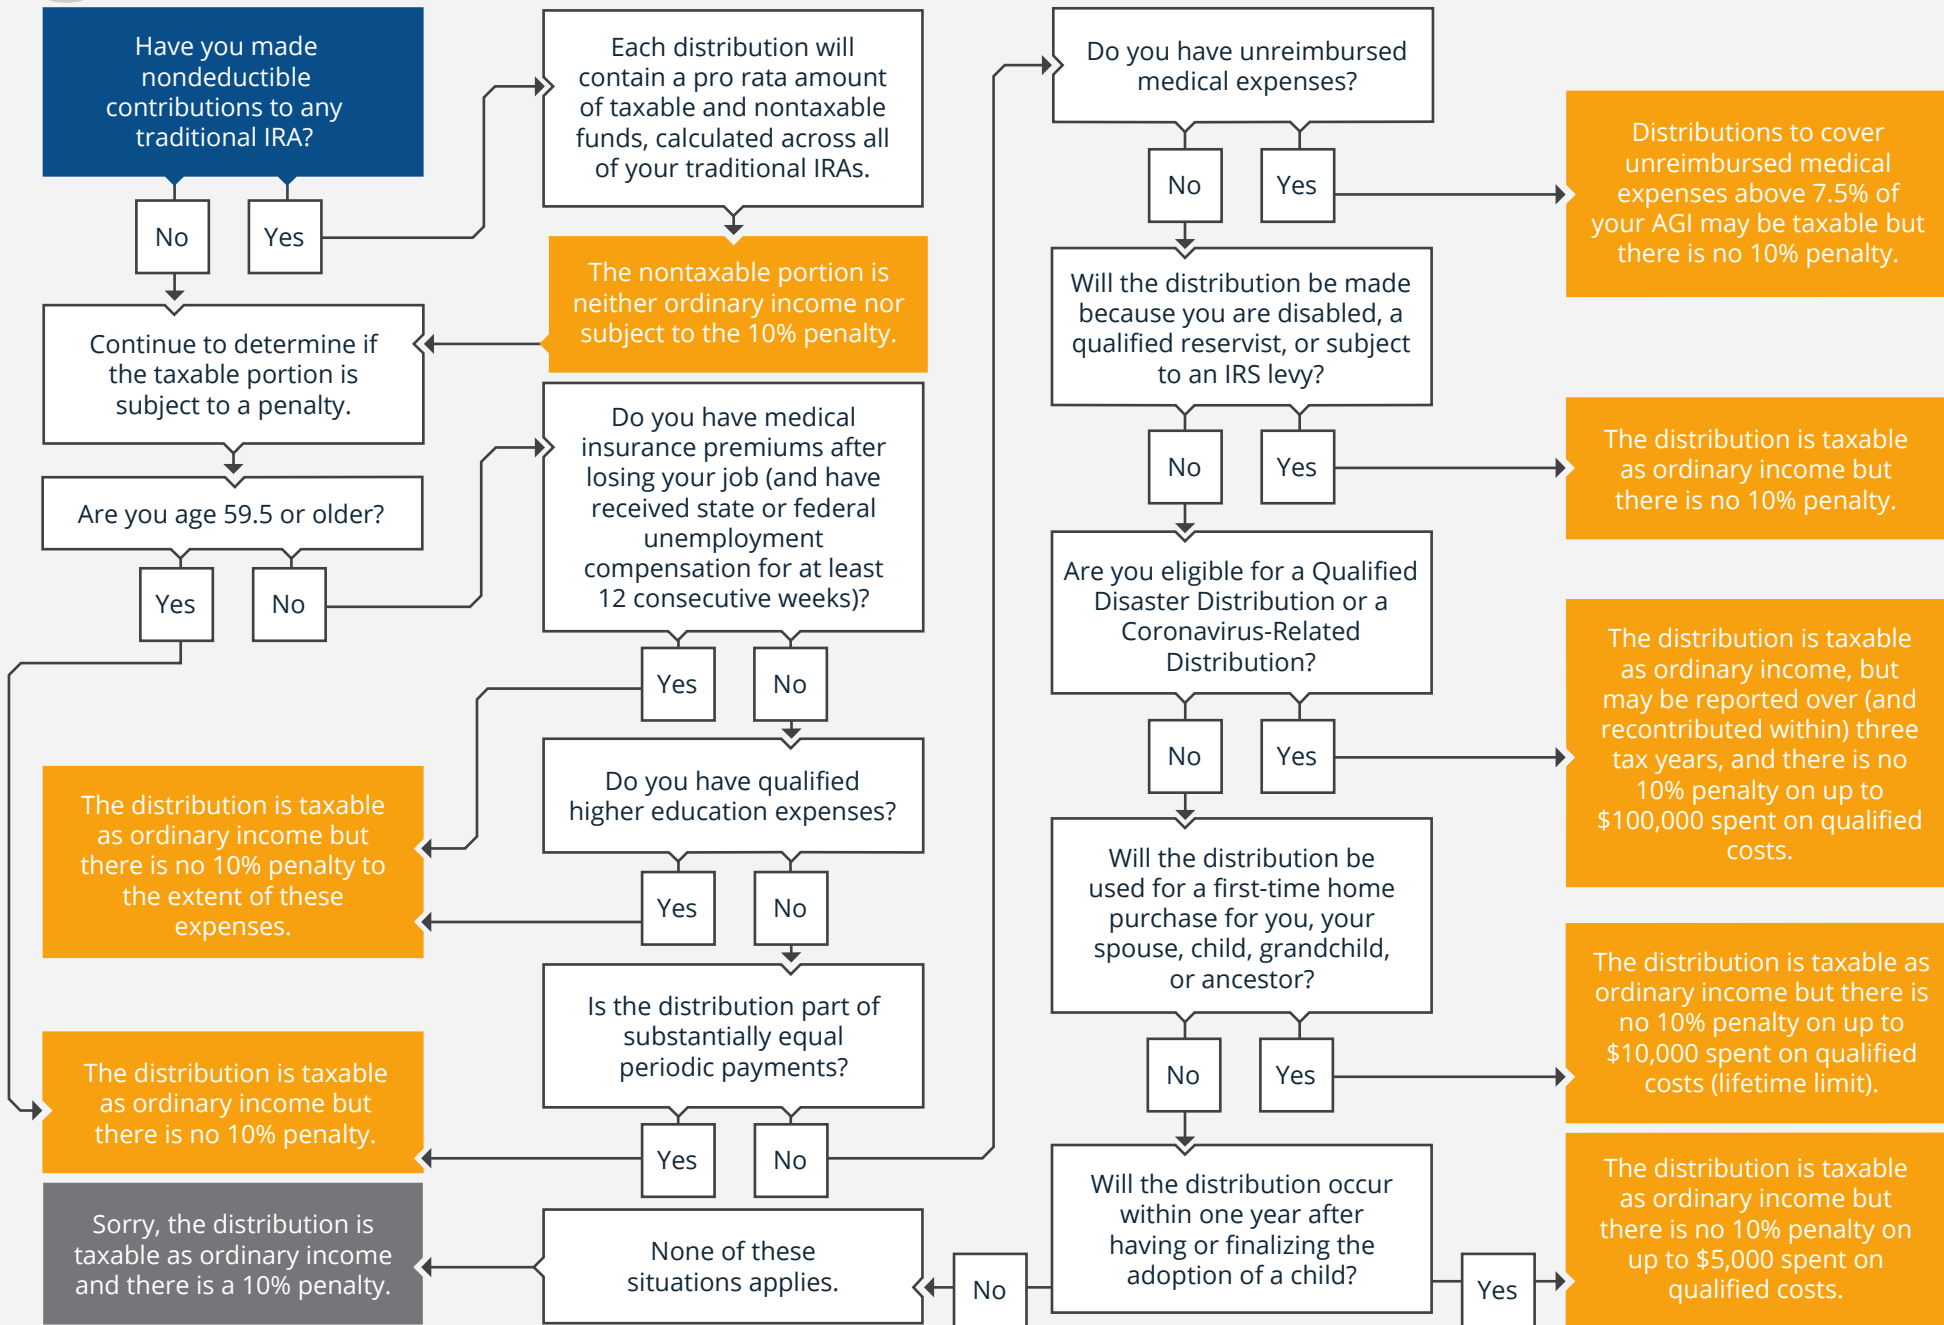 Have you made
nondeductible
contributions to any
traditional IRA?
No
Yes
Each distribution will
contain a pro rata amount
of taxable and nontaxable
funds, calculated across all
of your traditional IRAs.
The nontaxable portion is
neither ordinary income nor
subject to the 10% penalty.
Continue to determine if
the taxable portion is
subject to a penalty.
Are you age 59.5 or older?
Yes
No
Do you have medical
insurance premiums after
losing your job (and have
received state or federal
unemployment
compensation for at least
12 consecutive weeks)?
Yes
No
Do you have qualified
higher education expenses?
Yes
No
The distribution is taxable
as ordinary income but
there is no 10% penalty to
the extent of these
expenses.
Is the distribution part of
substantially equal
periodic payments?
Yes
No
The distribution is taxable
as ordinary income but
there is no 10% penalty.
Sorry, the distribution is
taxable as ordinary income
and there is a 10% penalty.
None of these
situations applies.
Do you have unreimbursed
medical expenses?
No
Yes
Distributions to cover
unreimbursed medical
expenses above 7.5% of
your AGI may be taxable but
there is no 10% penalty.
Will the distribution be made
because you are disabled, a
qualified reservist, or subject
to an IRS levy?
No
Yes
The distribution is taxable
as ordinary income but
there is no 10% penalty.
Are you eligible for a Qualified
Disaster Distribution or a
Coronavirus-Related
Distribution?
No
Yes
The distribution is taxable
as ordinary income, but
may be reported over (and
recontributed within) three
tax years, and there is no
10% penalty on up to
$100,000 spent on qualified
costs.
Will the distribution be
used for a first-time home
purchase for you, your
spouse, child, grandchild,
or ancestor?
No
Yes
The distribution is taxable as
ordinary income but there is
no 10% penalty on up to
$10,000 spent on qualified
costs (lifetime limit).
Will the distribution occur
within one year after
having or finalizing the
adoption of a child?
No
Yes
The distribution is taxable
as ordinary income but
there is no 10% penalty on
up to $5,000 spent on
qualified costs.